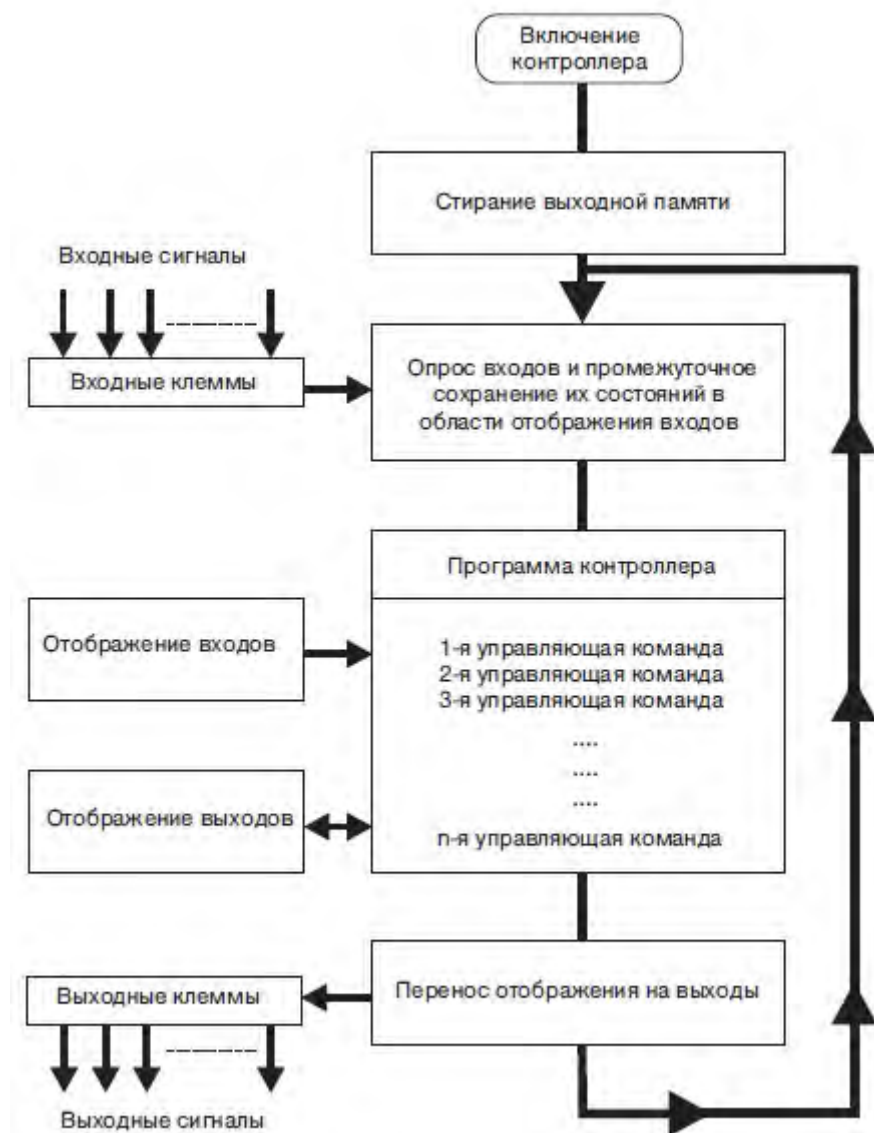 Включение
контроллера
Стирание выходной памяти
Входные сигналы
Входные клеммы
Опрос входов и промежуточное
сохранение их состояний в
области отображения входов
Программа контроллера
Отображение входов
1-я управляющая команда
2-я управляющая команда
3-я управляющая команда
....
....
....
Отображение выходов
n-я управляющая команда
Перенос отображения на выходы
Выходные клеммы
Выходные сигналы